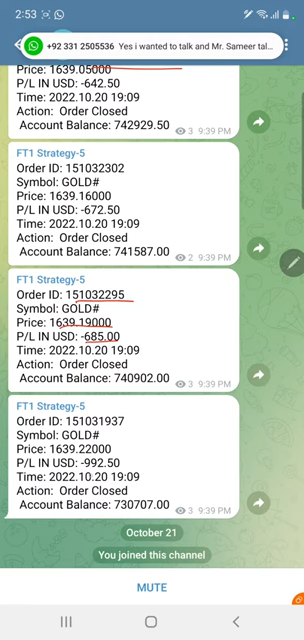 2:53
+92 331 2505536 Yes i wanted to talk and Mr. Sameer tal...
Price: 1639.05000
P/L IN USD: -642.50
Time: 2022.10.20 19:09
Action: Order Closed
Account Balance: 742929.50
3 9:39 PM
FT1 Strategy-5
Order ID: 151032302
Symbol: GOLD#
Price: 1639.16000
P/L IN USD: -672.50
Time: 2022.10.20 19:09
Action: Order Closed
Account Balance: 741587.00
2 9:39 PM
FT1 Strategy-5
Order ID: 151032295
Symbol: GOLD#
Price: 1639.19000
P/L IN USD: -685.00
Time: 2022.10.20 19:09
Action: Order Closed
Account Balance: 740902.00
3 9:39 PM
FT1 Strategy-5
Order ID: 151031937
Symbol: GOLD#
Price: 1639.22000
P/L IN USD: -992.50
Time: 2022.10.20 19:09
Action: Order Closed
Account Balance: 730707.00
3 9:39 PM
October 21
You joined this channel
MUTE